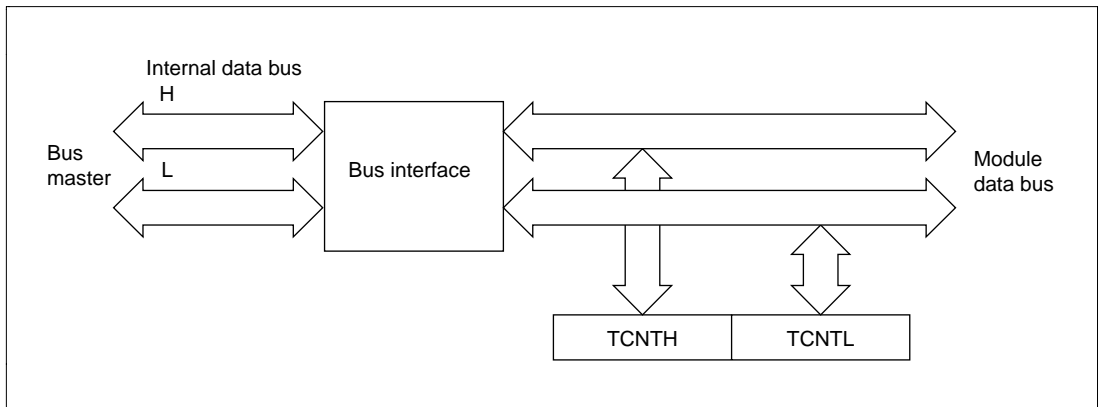 Internal data bus
H
Bus
master
L
Bus interface
Module
data bus
TCNTH
TCNTL